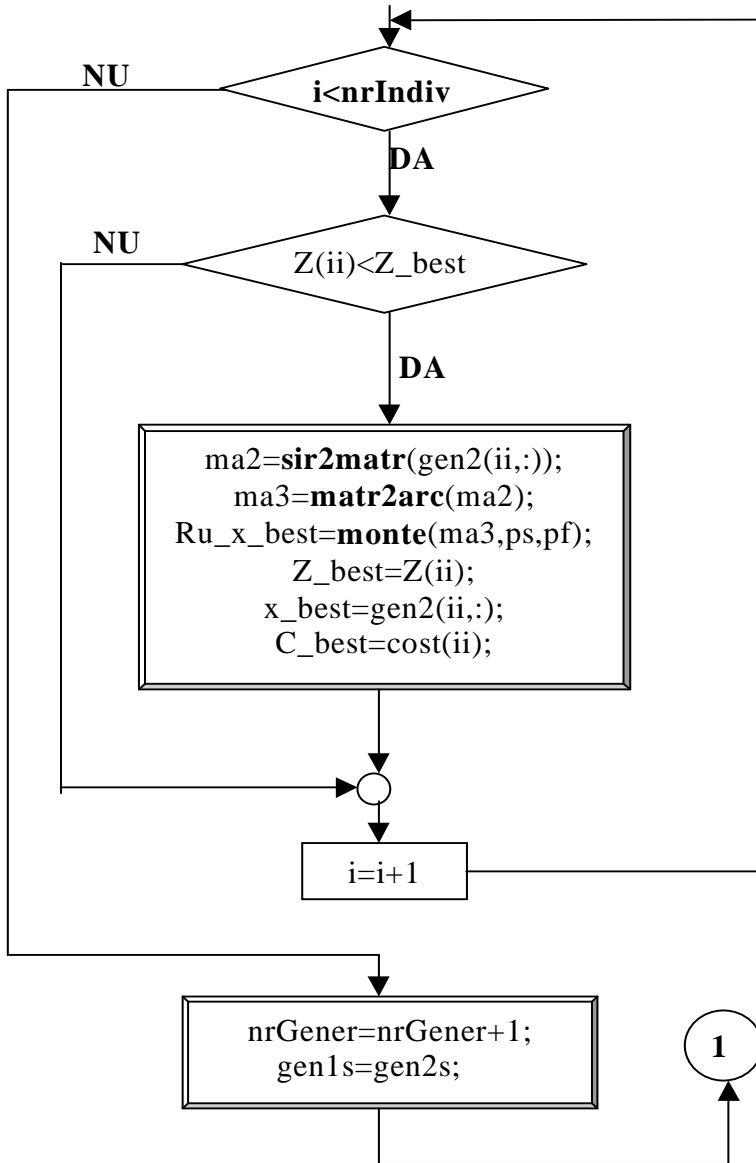 NU
i<nrIndiv
DA
NU
Z(ii)<Z_best
DA
ma2=sir2matr(gen2(ii,:));
ma3=matr2arc(ma2);
Ru_x_best=monte(ma3,ps,pf);
Z_best=Z(ii);
x_best=gen2(ii,:);
C_best=cost(ii);
i=i+1
nrGener=nrGener+1;
gen1s=gen2s;
1